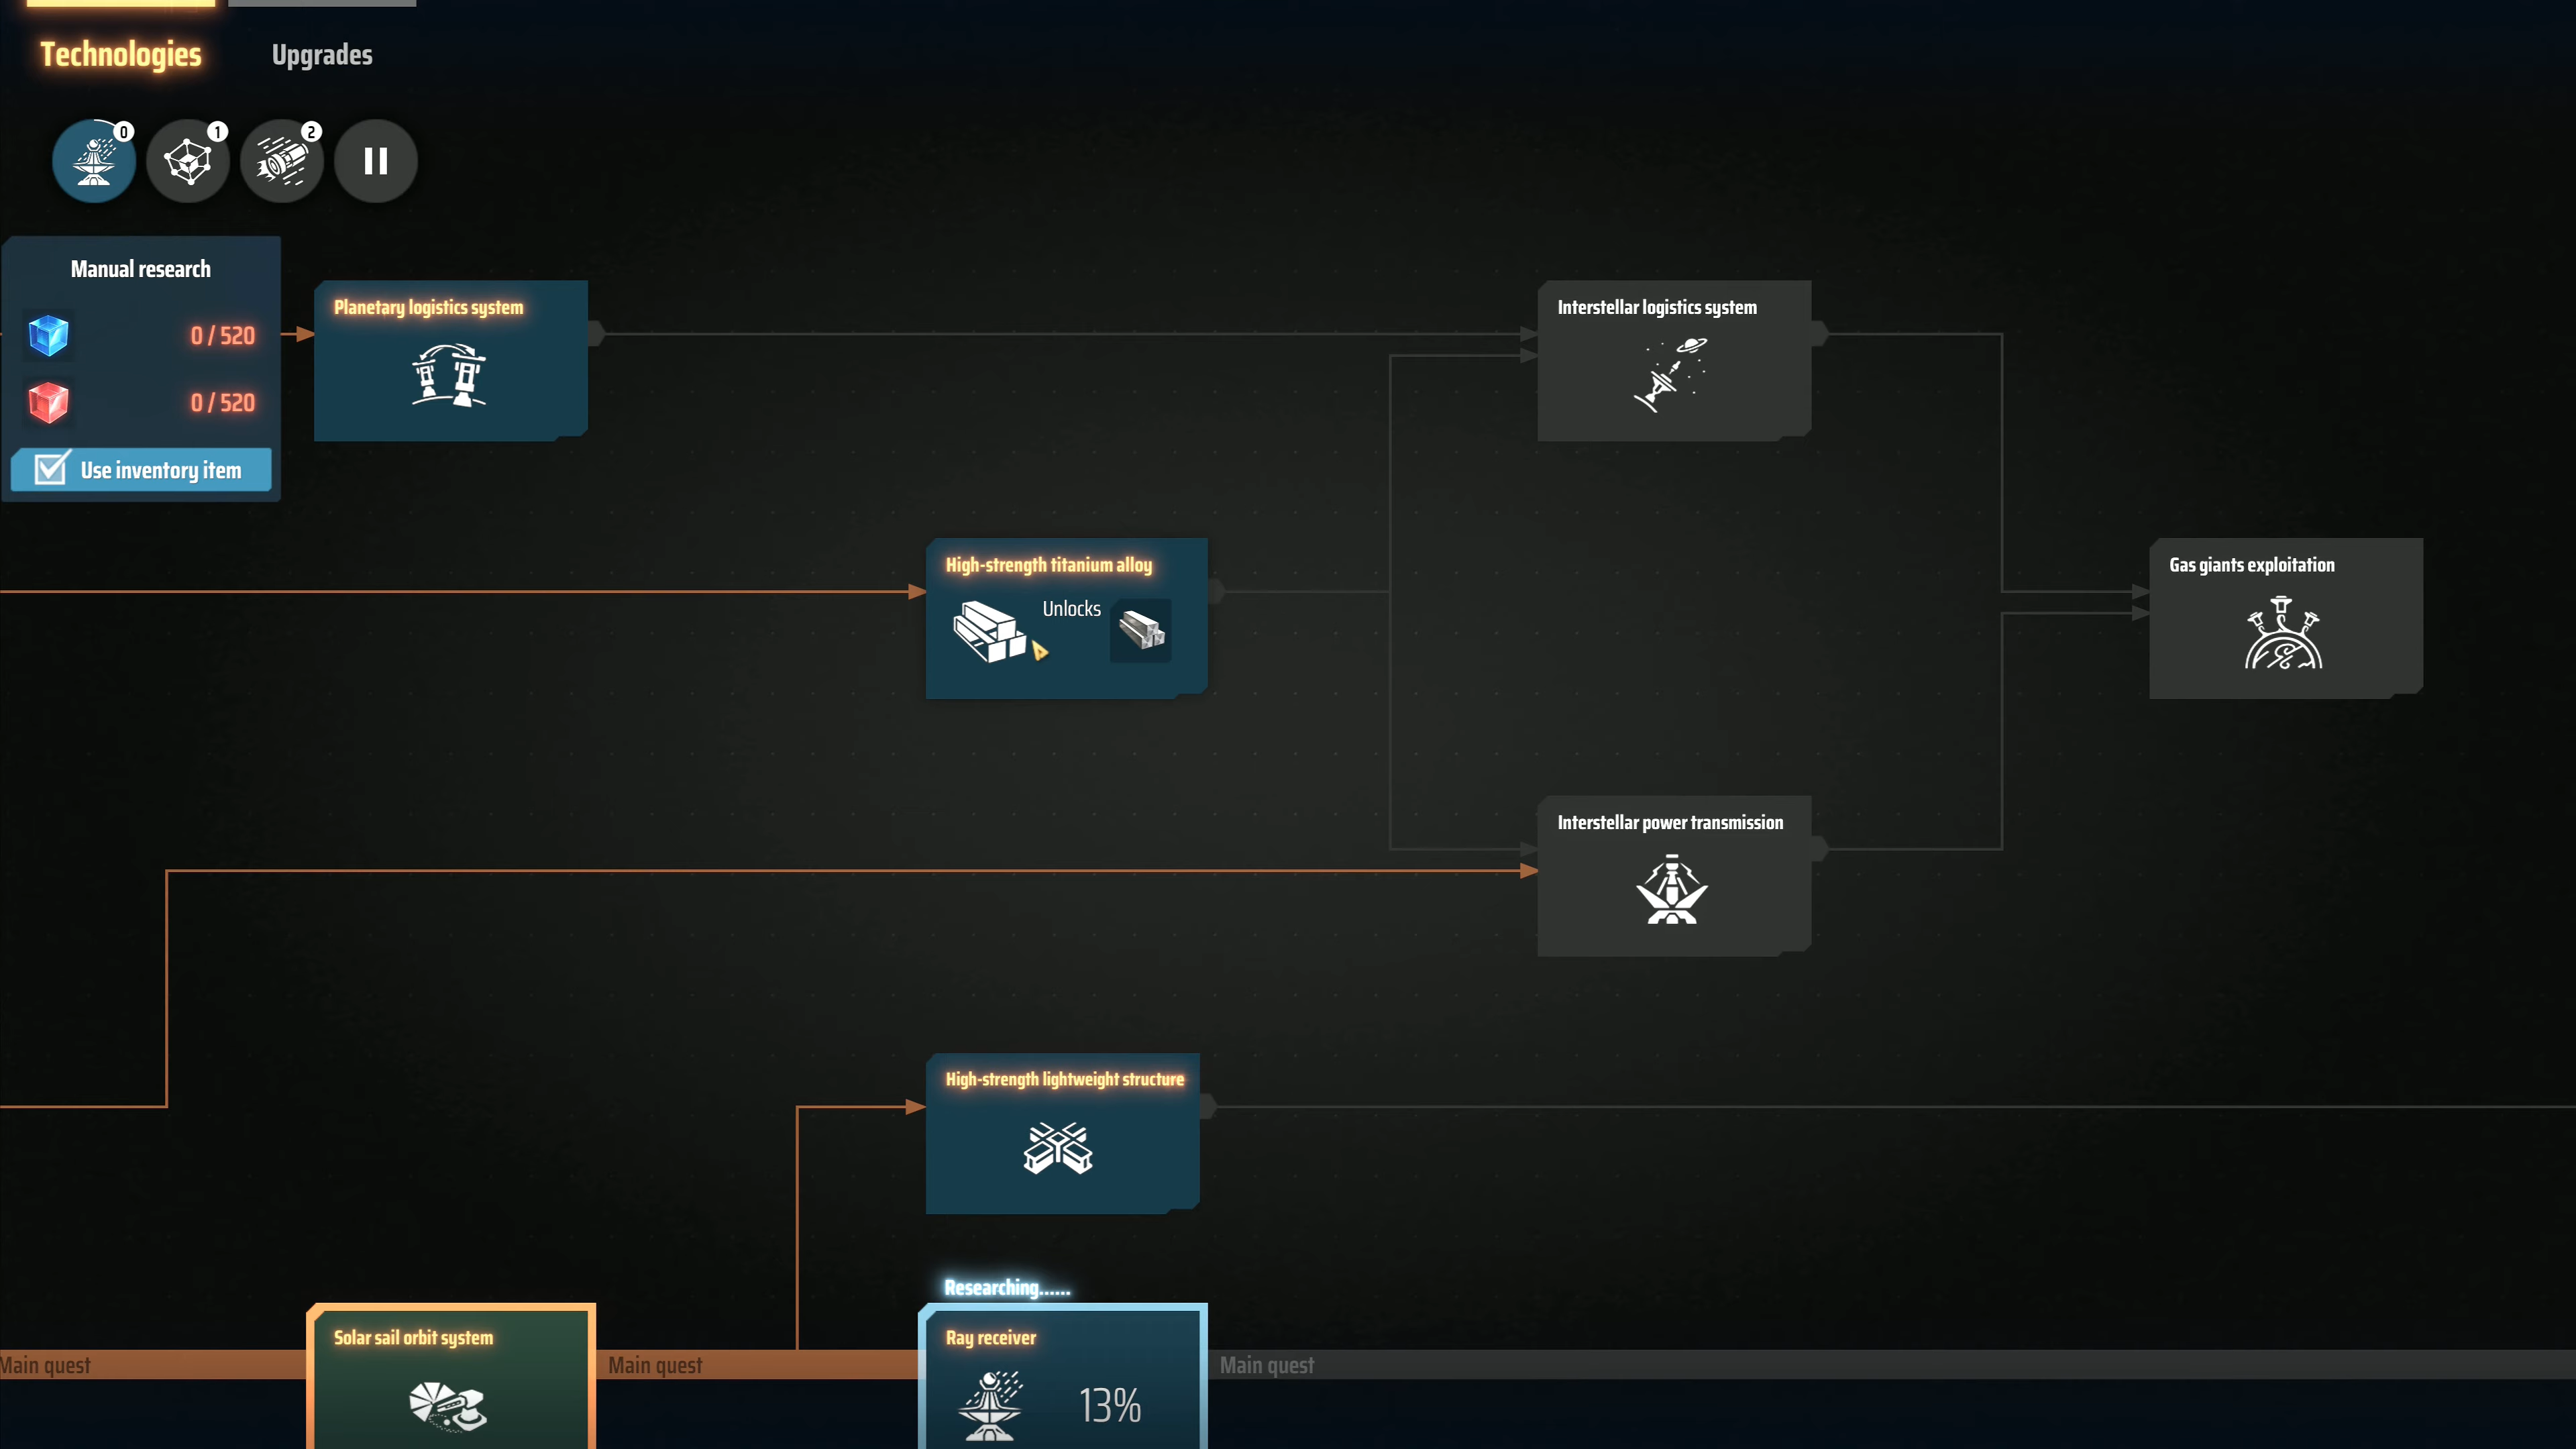 Technologies
Upgrades
0
1
2
Manual research
0 / 520
0 / 520
Use inventory item
Planetary logistics system
Interstellar logistics system
High-strength titanium alloy
Unlocks
Gas giants exploitation
Interstellar power transmission
High-strength lightweight structure
Researching......
Solar sail orbit system
Ray receiver
Main quest
Main quest
Main quest
13%